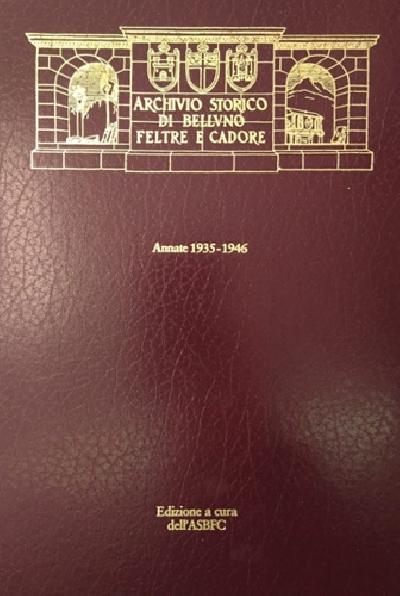 ARCHIVIO STORICO
DI BELLVNO
FELTRE E CADORE
Annate 1935-1946
Edizione a cura
dell'ASBFC